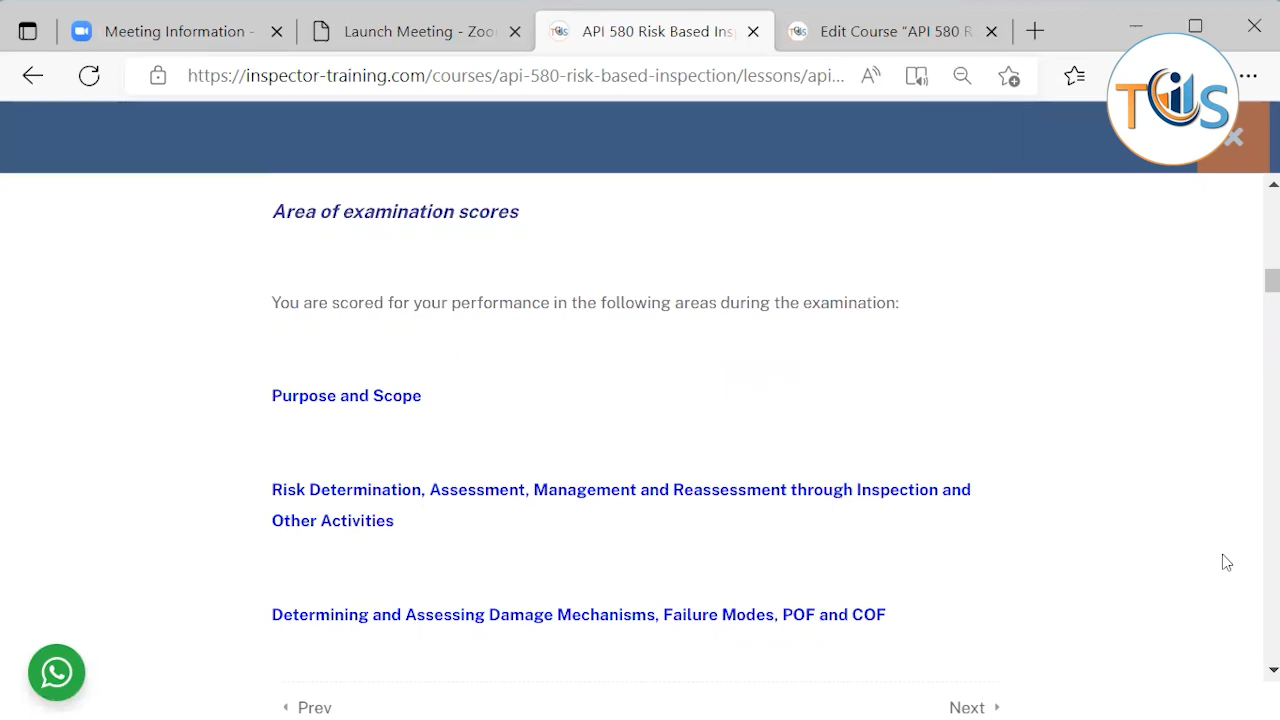 Meeting Information -
Launch Meeting - Zoo
API 580 Risk Based Ins
Edit Course "API 580 R
https://inspector-training.com/courses/api-580-risk-based-inspection/lessons/api...
TIS
Area of examination scores
You are scored for your performance in the following areas during the examination:
Purpose and Scope
Risk Determination, Assessment, Management and Reassessment through Inspection and
Other Activities
Determining and Assessing Damage Mechanisms, Failure Modes, POF and COF
Prev
Next